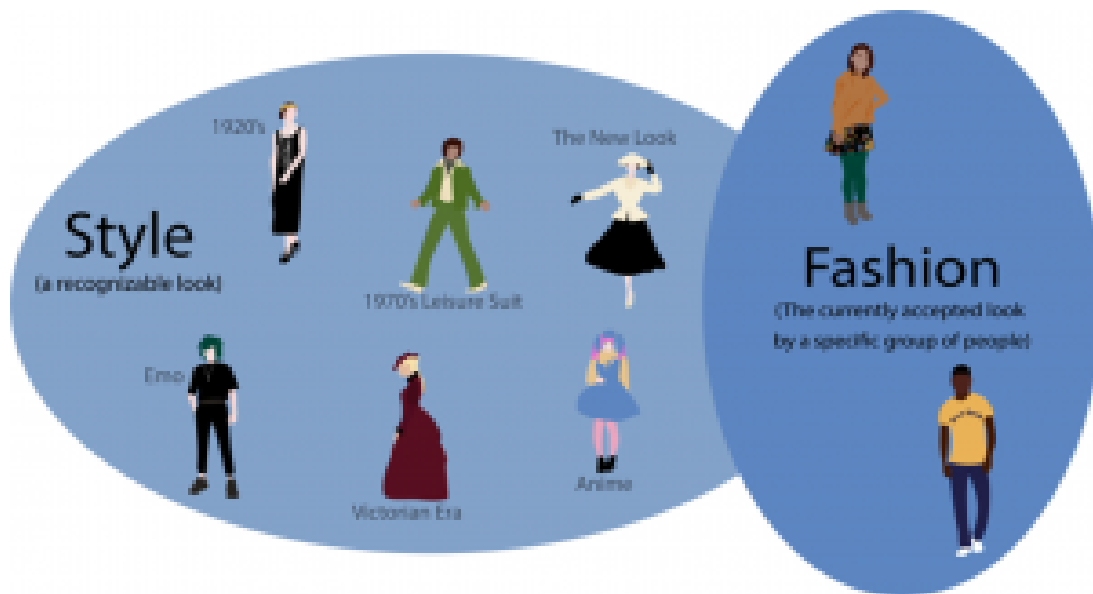 1920's
The New Look
Style
(a recognizable look)
1970's Leisure Suit
Emo
Victorian Era
Anime
Fashion
(The currently accepted look
by a specific group of people)